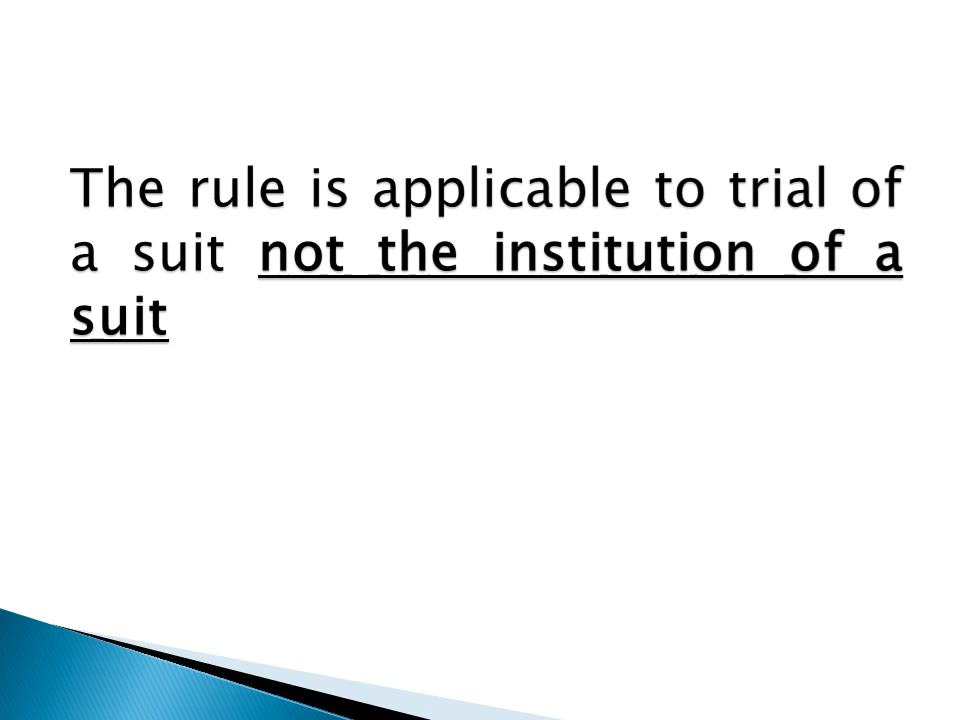 The rule is applicable to trial of
a suit not the institution of a
suit